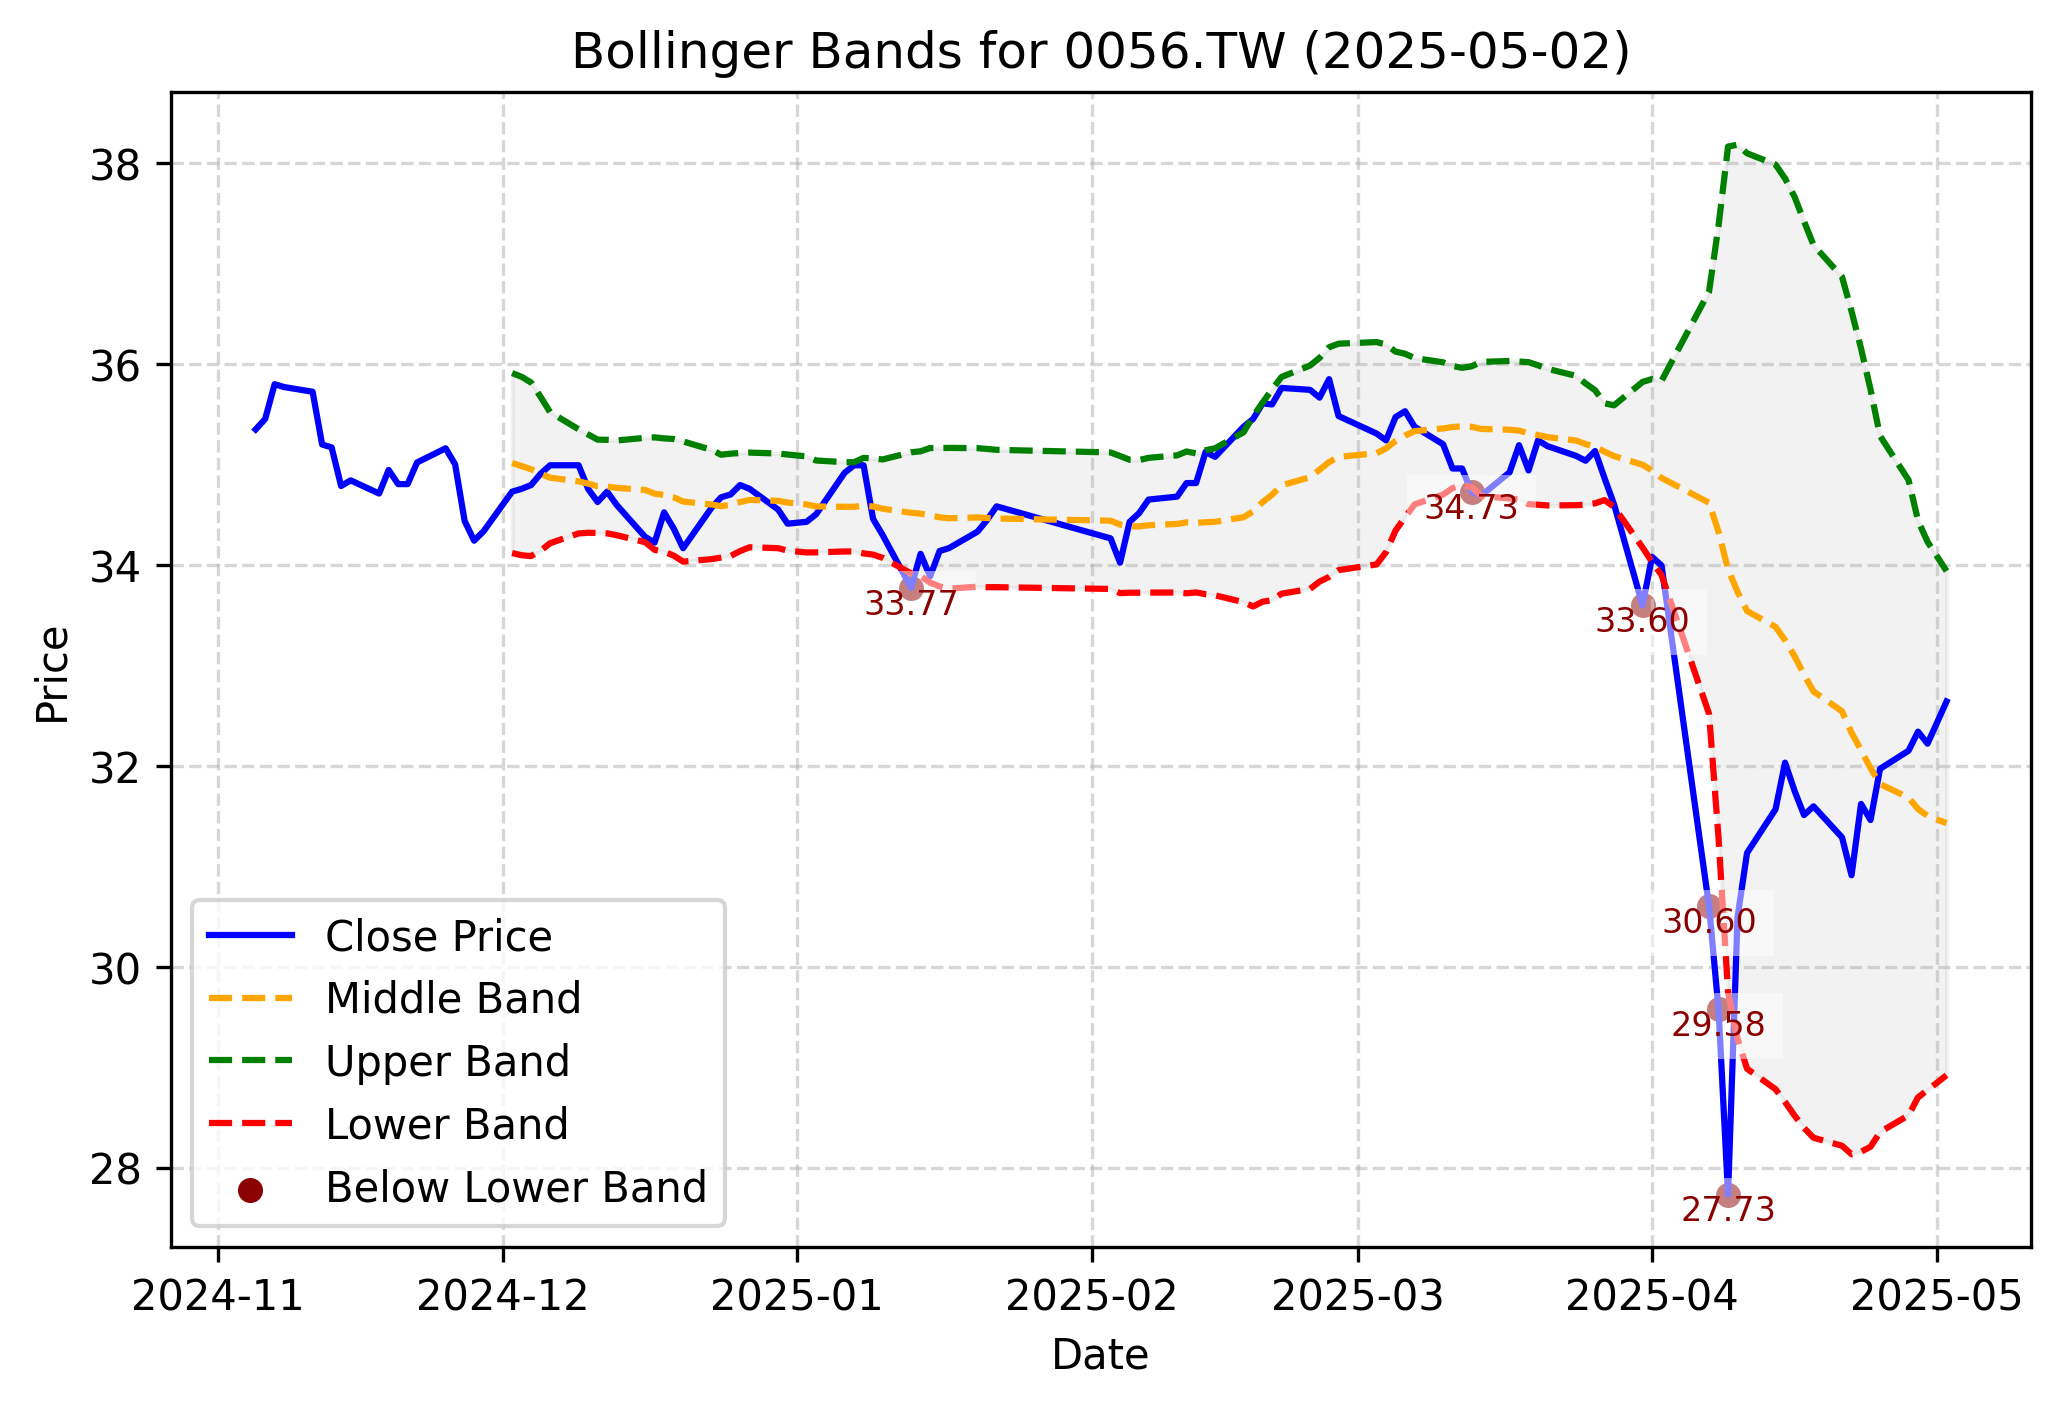 Bollinger Bands for 0056.TW (2025-05-02)
Price
38
36
34
32
30
28
33.77
34.73
33.60
30.60
29.58
27.73
Close Price
Middle Band
Upper Band
Lower Band
Below Lower Band
2024-11 2024-12 2025-01 2025-02 2025-03 2025-04 2025-05
Date